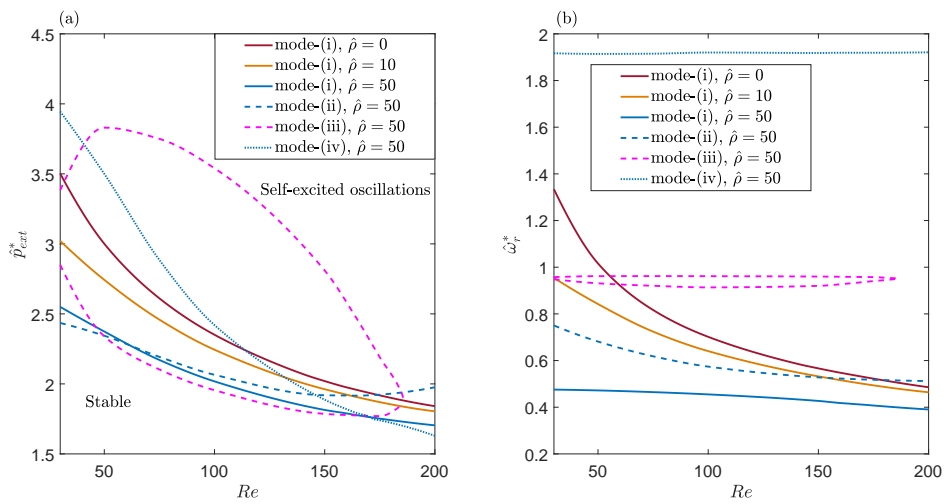 (a)
4.5
4
3.5
3
2.5
2
1.5
50
100
150
200
Re
p̂*ext
mode-(i), ρ̂ = 0
mode-(i), ρ̂ = 10
mode-(i), ρ̂ = 50
mode-(ii), ρ̂ = 50
mode-(iii), ρ̂ = 50
mode-(iv), ρ̂ = 50
Self-excited oscillations
Stable
(b)
2
1.8
1.6
1.4
1.2
1
0.8
0.6
0.4
0.2
50
100
150
200
Re
ω̂*r
mode-(i), ρ̂ = 0
mode-(i), ρ̂ = 10
mode-(i), ρ̂ = 50
mode-(ii), ρ̂ = 50
mode-(iii), ρ̂ = 50
mode-(iv), ρ̂ = 50